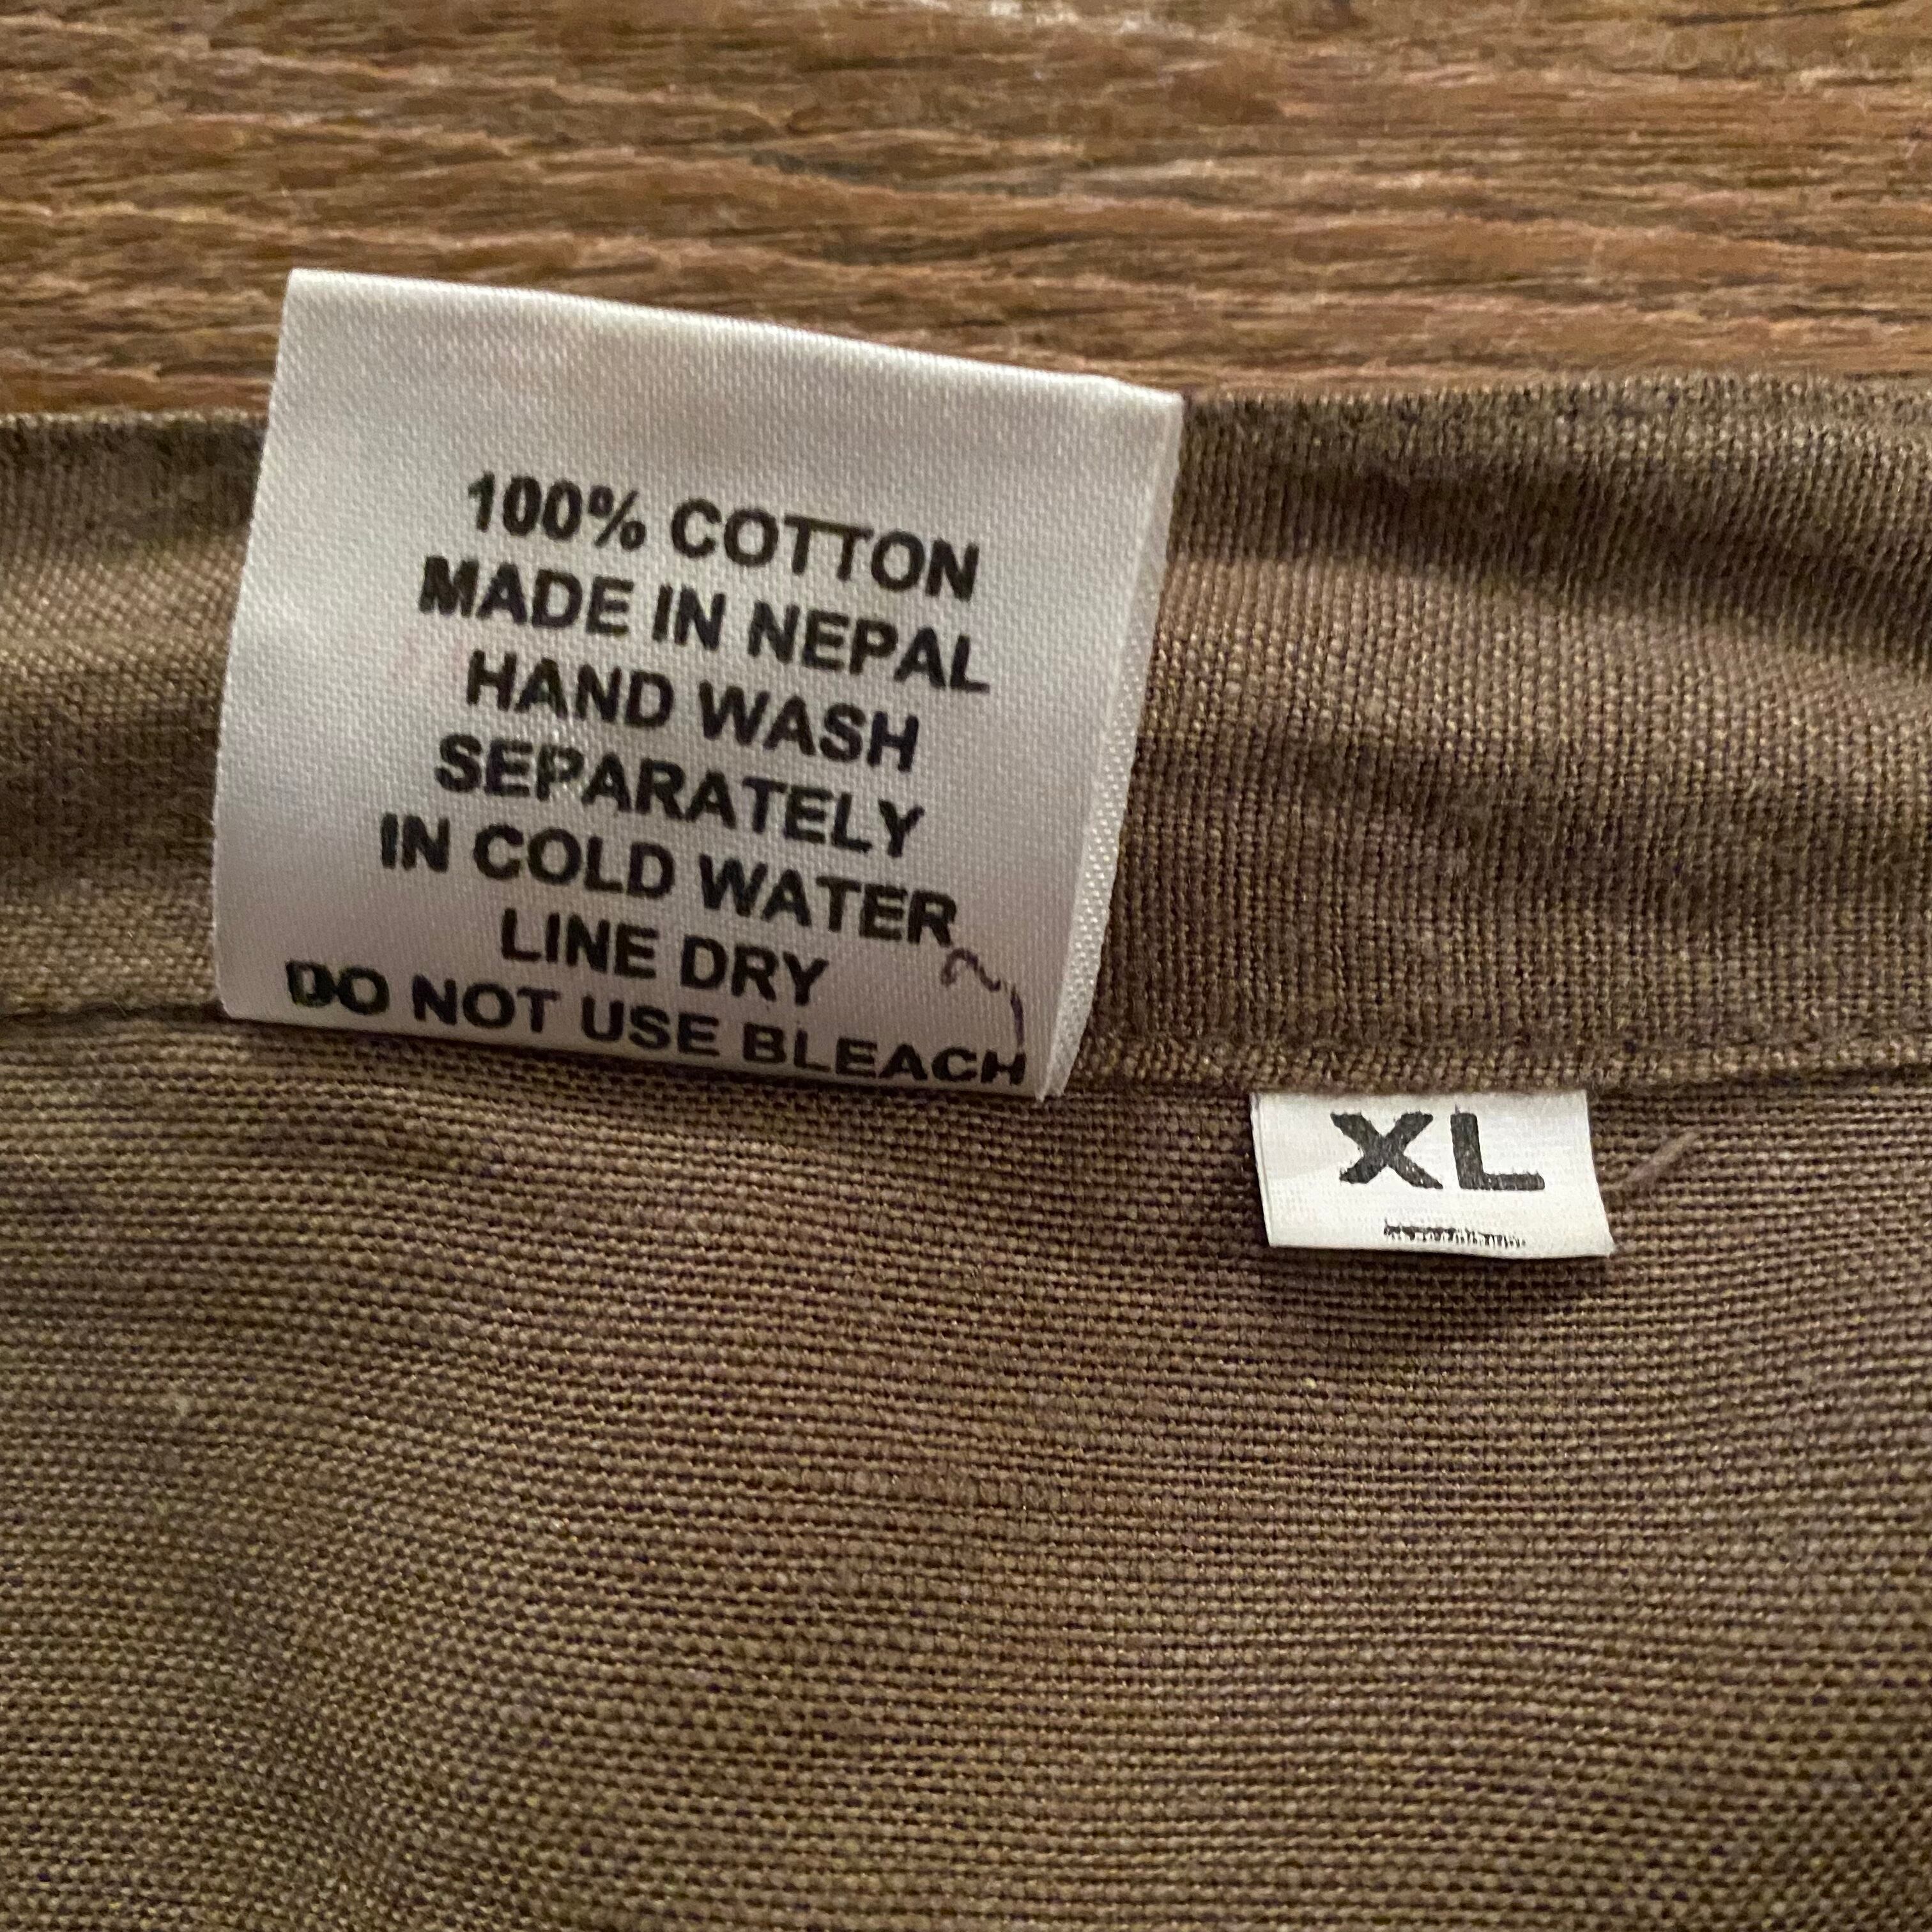 100% COTTON
MADE IN NEPAL
HAND WASH
SEPARATELY
IN COLD WATER
LINE DRY
DO NOT USE BLEACH
XL